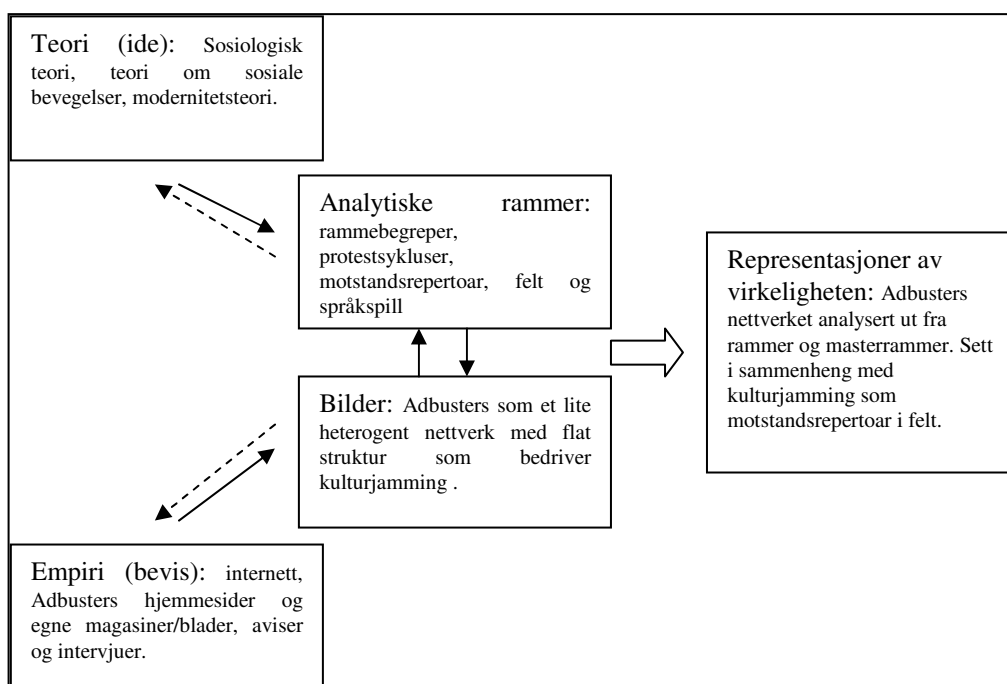 Teori (ide): Sosiologisk
teori, teori om sosiale
bevegelser, modernitetsteori.
Analytiske rammer:
rammebegreper,
protestsykluser,
motstandsrepertoar, felt og
språkspill
Bilder: Adbusters som et lite
heterogent nettverk med flat
struktur som bedriver
kulturjamming .
Empiri (bevis): internett,
Adbusters hjemmesider og
egne magasiner/blader, aviser
og intervjuer.
Representasjoner av
virkeligheten: Adbusters
nettverket analysert ut fra
rammer og masterrammer. Sett
i sammenheng med
kulturjamming som
motstandsrepertoar i felt.